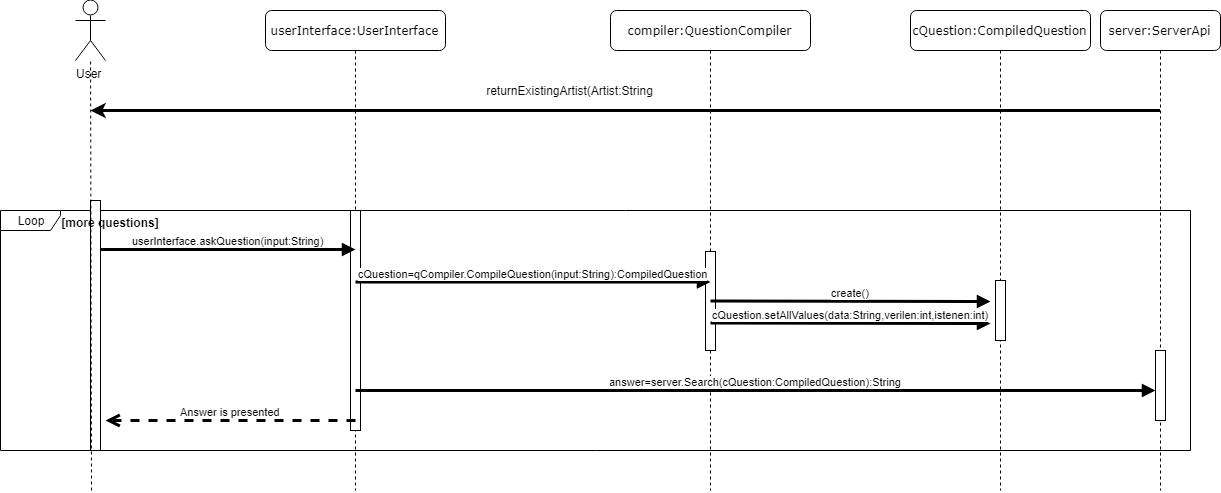 userInterface:UserInterface
compiler:QuestionCompiler
cQuestion:CompiledQuestion
server:ServerApi
User
returnExistingArtist(Artist:String
Loop
[more questions]
userInterface.askQuestion(input:String)
cQuestion=qCompiler.CompileQuestion(input:String):CompiledQuestion
create()
cQuestion.setAllValues(data:String,verilen:int,istenen:int)
answer=server.Search(cQuestion:CompiledQuestion):String
Answer is presented